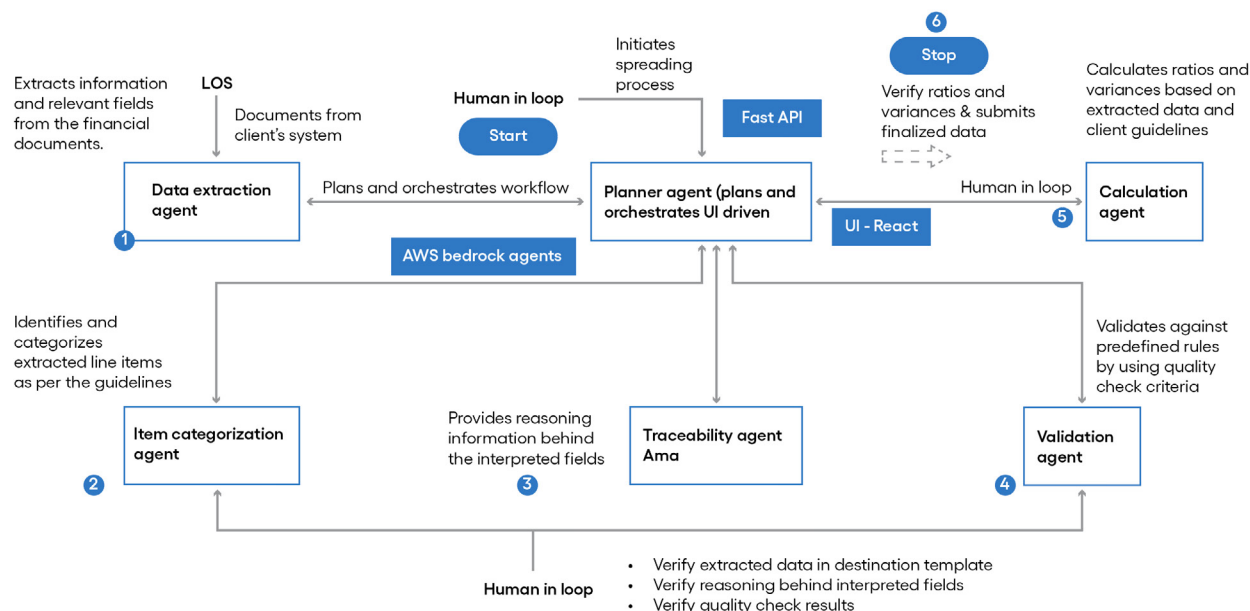 6
Stop
Initiates
spreading
process
Extracts information
and relevant fields
from the financial
documents.
LOS
Documents from
client's system
Human in loop
Start
Fast API
Verify ratios and
variances & submits
finalized data
Calculates ratios and
variances based on
extracted data and
client guidelines
Data extraction
agent
1
Plans and orchestrates workflow
Planner agent (plans and
orchestrates UI driven
Human in loop
5
Calculation
agent
UI - React
AWS bedrock agents
Identifies and
categorizes
extracted line items
as per the guidelines
Validates against
predefined rules
by using quality
check criteria
Item categorization
agent
2
Provides reasoning
information behind
the interpreted fields
3
Traceability agent
Ama
Validation
agent
4
Human in loop
• Verify extracted data in destination template
• Verify reasoning behind interpreted fields
• Verify quality check results